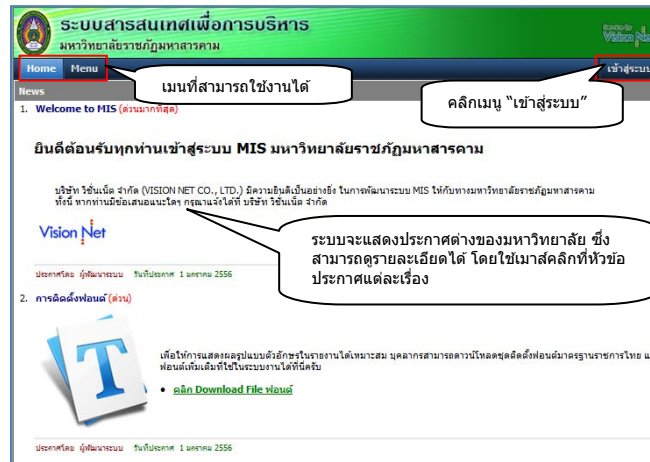 ระบบสารสนเทศเพื่อการบริหาร
มหาวิทยาลัยราชภัฏมหาสารคาม
Vision Ne
Home Menu
เข้าสู่ระบบ
เมนูที่สามารถใช้งานได้
คลิกเมนู “เข้าสู่ระบบ”
News
1. Welcome to MIS (ด่วนมากที่สุด)
ยินดีต้อนรับทุกท่านเข้าสู่ระบบ MIS มหาวิทยาลัยราชภัฏมหาสารคาม
บริษัท วิชั่นเน็ต จำกัด (VISION NET CO., LTD.) มีความยินดีเป็นอย่างยิ่ง ในการพัฒนาระบบ MIS ให้กับทางมหาวิทยาลัยราชภัฏมหาสารคาม
ทั้งนี้ หากท่านมีข้อเสนอแนะใดๆ กรุณาแจ้งได้ที่ บริษัท วิชั่นเน็ต จำกัด
Vision Net
ระบบจะแสดงประกาศต่างของมหาวิทยาลัย ซึ่ง
สามารถดูรายละเอียดได้ โดยใช้เมาส์คลิกที่หัวข้อ
ประกาศแต่ละเรื่อง
ประกาศโดย ผู้พัฒนาระบบ วันที่ประกาศ 1 มกราคม 2556
2. การติดตั้งฟอนต์ (ด่วน)
T
เพื่อให้การแสดงผลรูปแบบตัวอักษรในรายงานได้เหมาะสม บุคลากรสามารถดาวน์โหลดชุดติดตั้งฟอนต์มาตรฐานราชการไทย แ
ฟอนต์เพิ่มเติมที่ใช้ในระบบงานได้ที่นี่ครับ
• คลิก Download File ฟอนต์
ประกาศโดย ผู้พัฒนาระบบ วันที่ประกาศ 1 มกราคม 2556